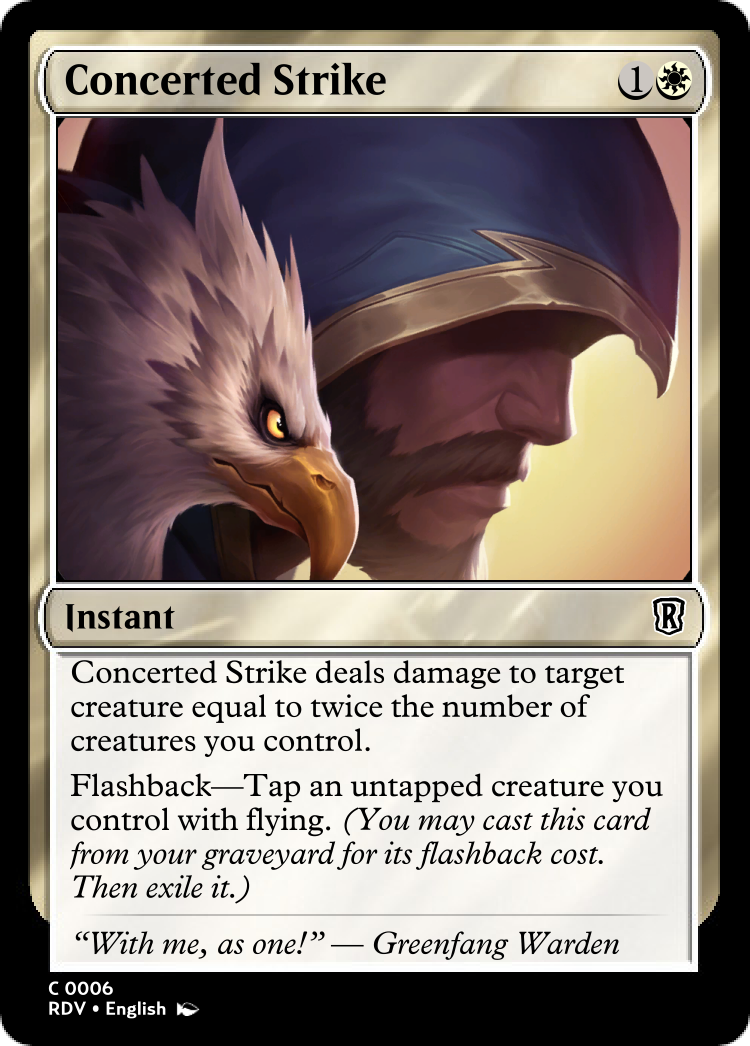 Concerted Strike 1
Instant R
Concerted Strike deals damage to target
creature equal to twice the number of
creatures you control.
Flashback—Tap an untapped creature you
control with flying. (You may cast this card
from your graveyard for its flashback cost.
Then exile it.)
“With me, as one!” — Greenfang Warden
C 0006
RDV • English